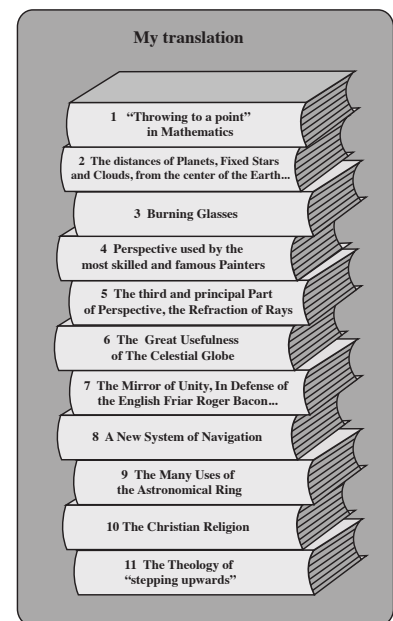 My translation
1 “Throwing to a point”
in Mathematics
2 The distances of Planets, Fixed Stars
and Clouds, from the center of the Earth...
3 Burning Glasses
4 Perspective used by the
most skilled and famous Painters
5 The third and principal Part
of Perspective, the Refraction of Rays
6 The Great Usefulness
of The Celestial Globe
7 The Mirror of Unity, In Defense of
the English Friar Roger Bacon...
8 A New System of Navigation
9 The Many Uses of
the Astronomical Ring
10 The Christian Religion
11 The Theology of
“stepping upwards”